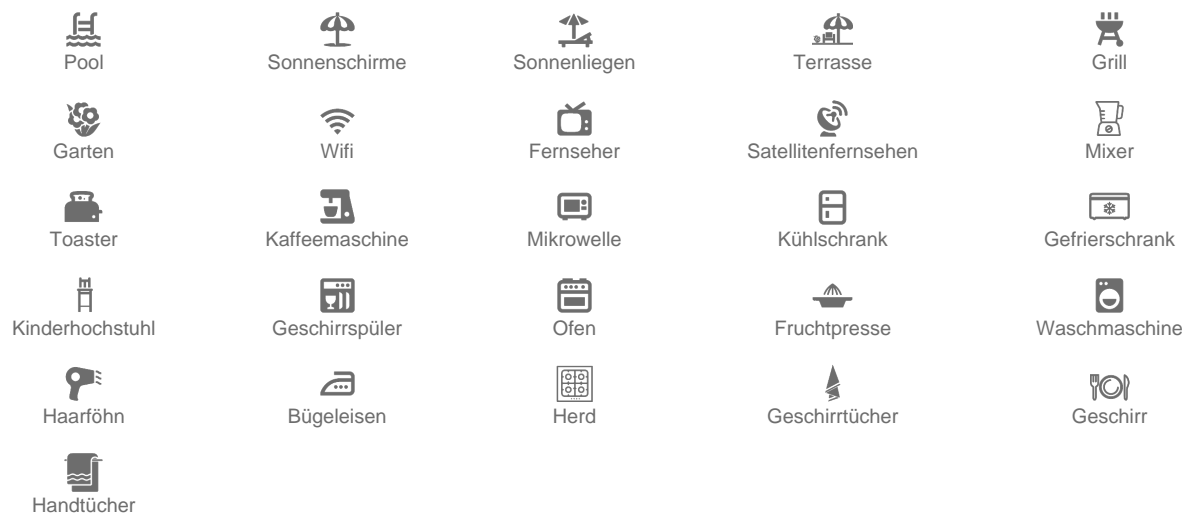 Pool Sonnenschirme Sonnenliegen Terrasse Grill
Garten Wifi Fernseher Satellitenfernsehen Mixer
Toaster Kaffeemaschine Mikrowelle Kühlschrank Gefrierschrank
Kinderhochstuhl Geschirrspüler Ofen Fruchtpresse Waschmaschine
Haarföhn Bügeleisen Herd Geschirrtücher Geschirr
Handtücher